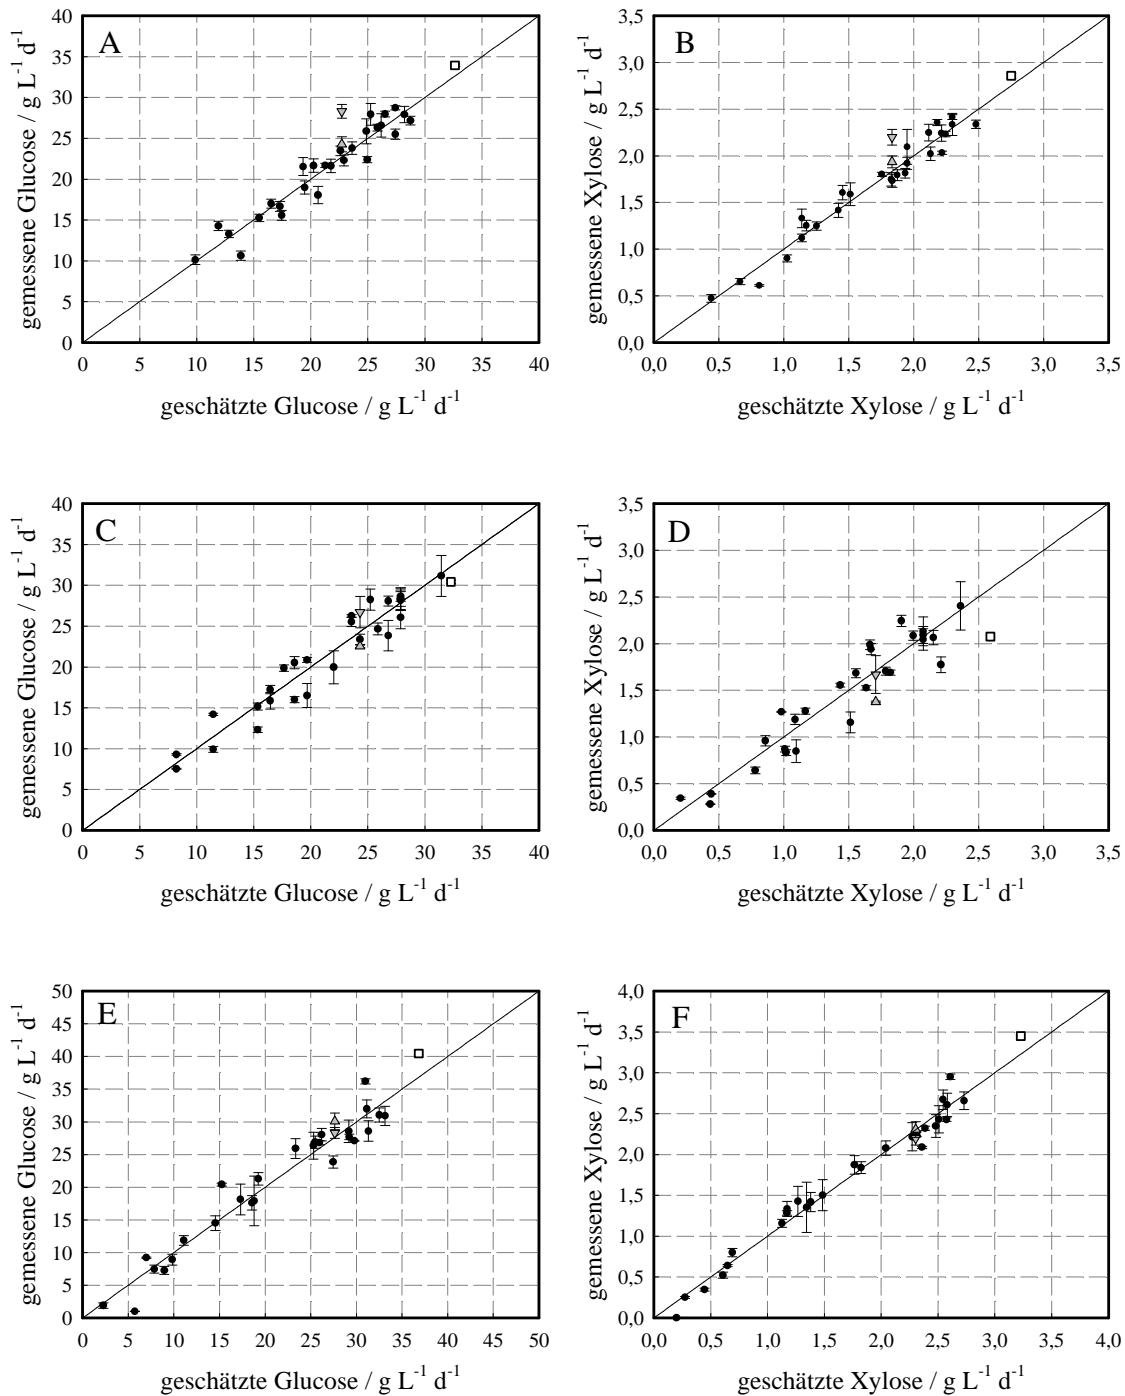 A
gemessene Glucose / g L⁻¹ d⁻¹
40
35
30
25
20
15
10
5
0
0 5 10 15 20 25 30 35 40
geschätzte Glucose / g L⁻¹ d⁻¹
B
gemessene Xylose / g L⁻¹ d⁻¹
3,5
3,0
2,5
2,0
1,5
1,0
0,5
0,0
0,0 0,5 1,0 1,5 2,0 2,5 3,0 3,5
geschätzte Xylose / g L⁻¹ d⁻¹
C
gemessene Glucose / g L⁻¹ d⁻¹
40
35
30
25
20
15
10
5
0
0 5 10 15 20 25 30 35 40
geschätzte Glucose / g L⁻¹ d⁻¹
D
gemessene Xylose / g L⁻¹ d⁻¹
3,5
3,0
2,5
2,0
1,5
1,0
0,5
0,0
0,0 0,5 1,0 1,5 2,0 2,5 3,0 3,5
geschätzte Xylose / g L⁻¹ d⁻¹
E
gemessene Glucose / g L⁻¹ d⁻¹
50
45
40
35
30
25
20
15
10
5
0
0 5 10 15 20 25 30 35 40 45 50
geschätzte Glucose / g L⁻¹ d⁻¹
F
gemessene Xylose / g L⁻¹ d⁻¹
4,0
3,5
3,0
2,5
2,0
1,5
1,0
0,5
0,0
0,0 0,5 1,0 1,5 2,0 2,5 3,0 3,5 4,0
geschätzte Xylose / g L⁻¹ d⁻¹